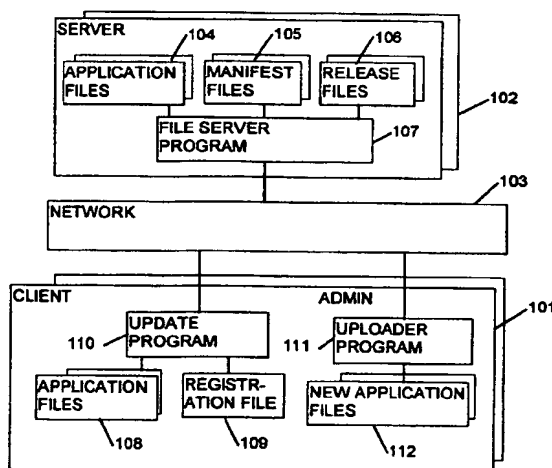 SERVER
104
105
106
APPLICATION
FILES
MANIFEST
FILES
RELEASE
FILES
102
FILE SERVER
PROGRAM
107
103
NETWORK
CLIENT
ADMIN
101
110
UPDATE
PROGRAM
111
UPLOADER
PROGRAM
APPLICATION
FILES
REGISTR-
ATION FILE
NEW APPLICATION
FILES
108
109
112